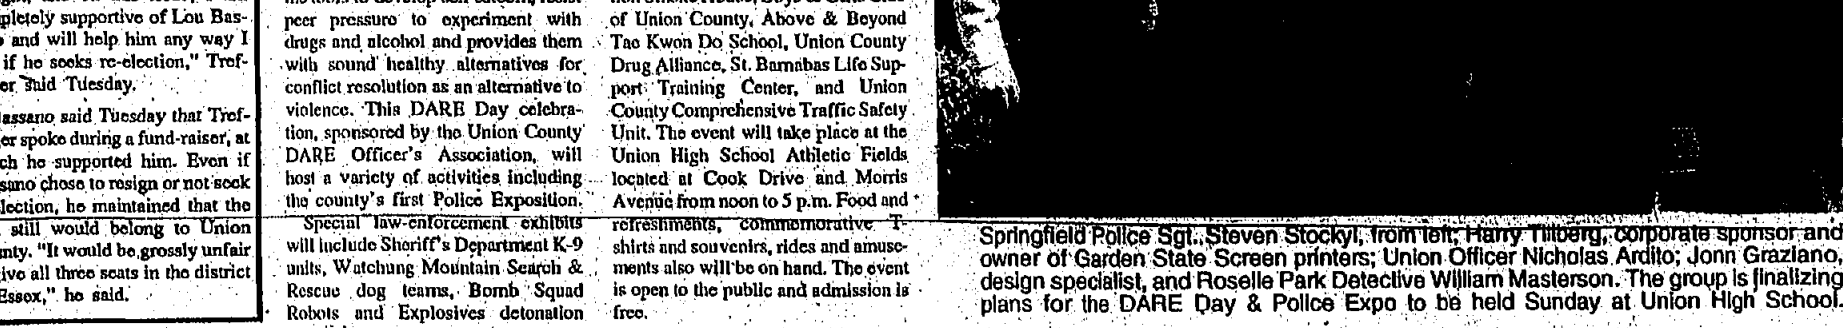 pletely supportive of Lou Bas-
and will help him any way I
if he seeks re-election," Tref-
er said Tuesday.
assano said Tuesday that Tref-
er spoke during a fund-raiser, at
ch he supported him. Even if
sano chose to resign or not seek
lection, he maintained that the
still would belong to Union
nty. "It would be grossly unfair
ive all three seats in the district
Essex," he said.
peer pressure to experiment with
drugs and alcohol and provides them
with sound healthy alternatives for
conflict resolution as an alternative to
violence. This DARE Day celebra-
tion, sponsored by the Union County
DARE Officer's Association, will
host a variety of activities including
the county's first Police Exposition.
Special law-enforcement exhibits
will include Sheriff's Department K-9
units, Watchung Mountain Search &
Rescue dog teams, Bomb Squad
Robots and Explosives detonation
of Union County, Above & Beyond
Tae Kwon Do School, Union County
Drug Alliance, St. Barnabas Life Sup-
port Training Center, and Union
County Comprehensive Traffic Safety
Unit. The event will take place at the
Union High School Athletic Fields
located at Cook Drive and Morris
Avenue from noon to 5 p.m. Food and
refreshments, commemorative T-
shirts and souvenirs, rides and amuse-
ments also will be on hand. The event
is open to the public and admission is
free.
Springfield Police Sgt. Steven Stockyl, from left; Harry Tilberg, corporate sponsor and
owner of Garden State Screen printers; Union Officer Nicholas Ardito; Jonn Graziano,
design specialist, and Roselle Park Detective William Masterson. The group is finalizing
plans for the DARE Day & Police Expo to be held Sunday at Union High School.